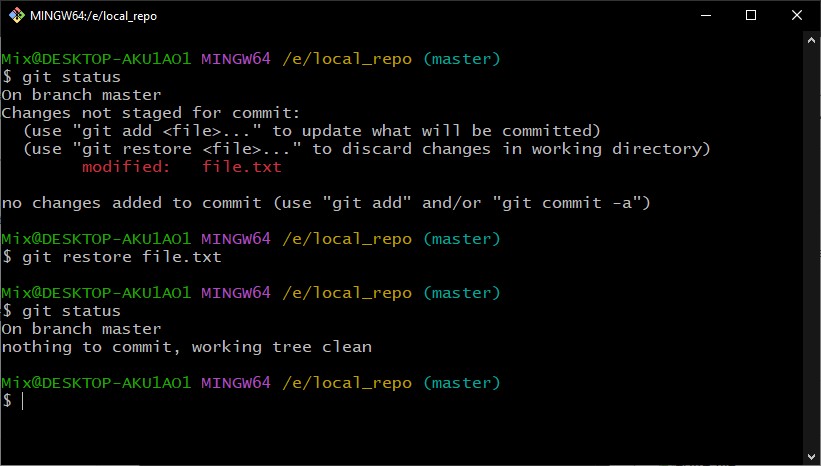 MINGW64:/e/local_repo
Mix@DESKTOP-AKU1AO1 MINGW64 /e/local_repo (master)
$ git status
On branch master
Changes not staged for commit:
  (use "git add <file>..." to update what will be committed)
  (use "git restore <file>..." to discard changes in working directory)
        modified:   file.txt
no changes added to commit (use "git add" and/or "git commit -a")
Mix@DESKTOP-AKU1AO1 MINGW64 /e/local_repo (master)
$ git restore file.txt
Mix@DESKTOP-AKU1AO1 MINGW64 /e/local_repo (master)
$ git status
On branch master
nothing to commit, working tree clean
Mix@DESKTOP-AKU1AO1 MINGW64 /e/local_repo (master)
$